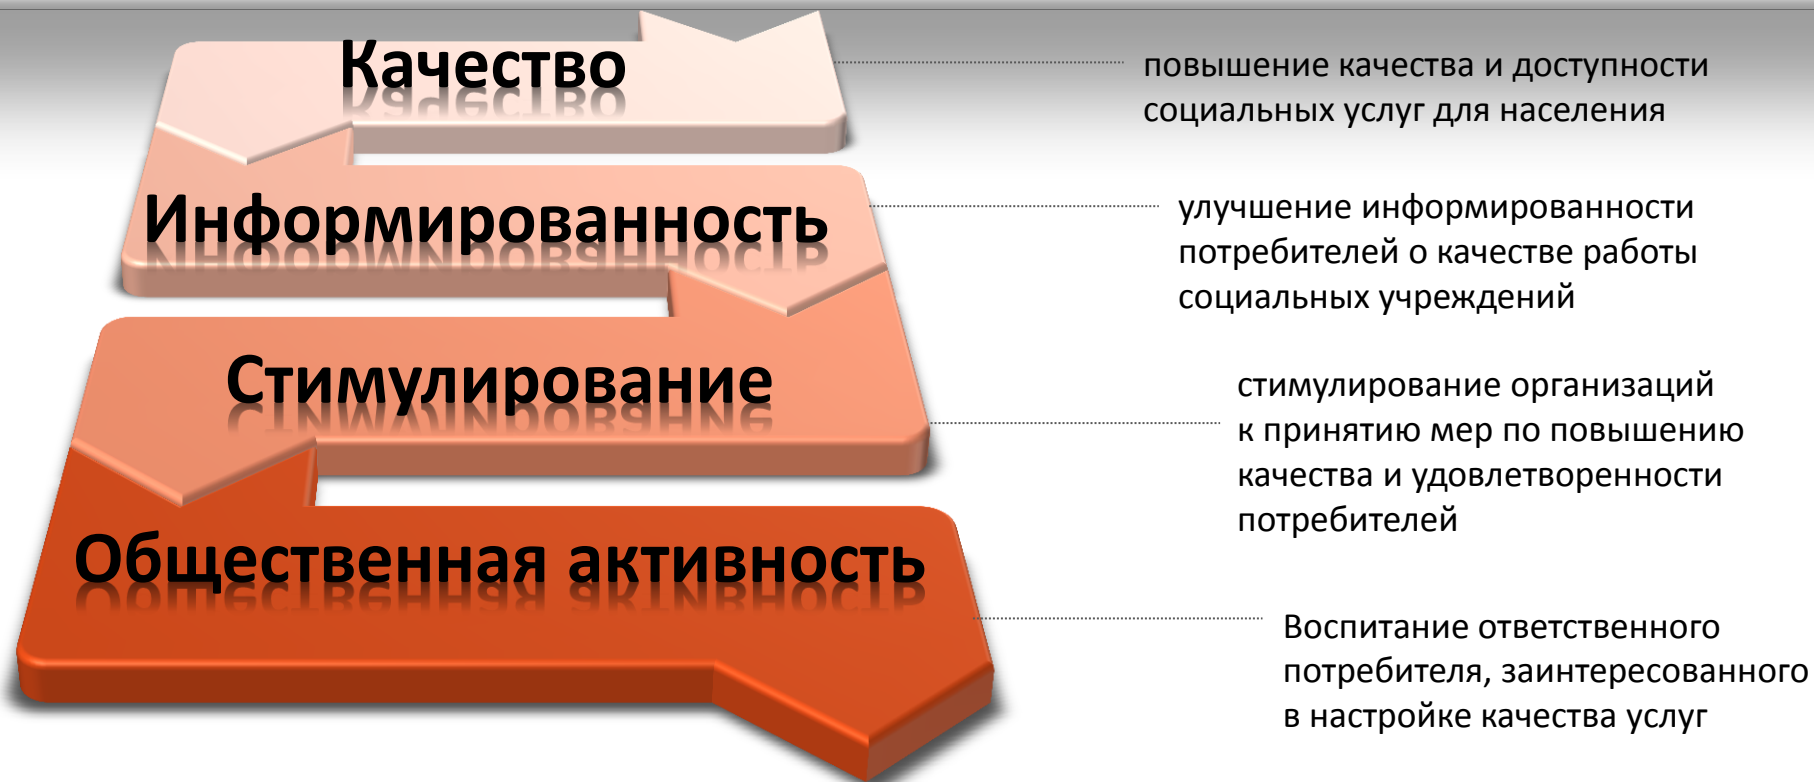 Качество
повышение качества и доступности
социальных услуг для населения
Информированность
улучшение информированности
потребителей о качестве работы
социальных учреждений
Стимулирование
стимулирование организаций
к принятию мер по повышению
качества и удовлетворенности
потребителей
Общественная активность
Воспитание ответственного
потребителя, заинтересованного
в настройке качества услуг